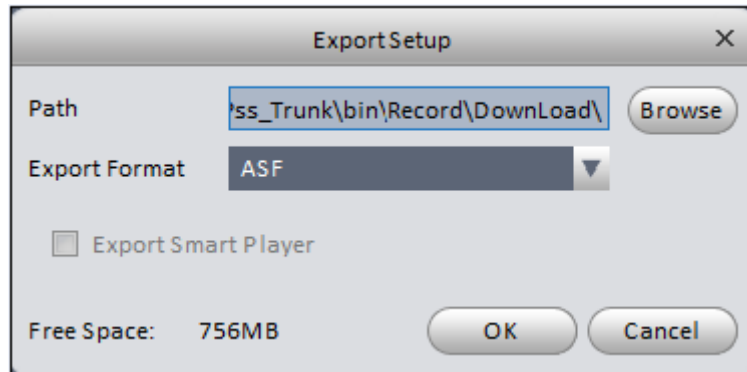 Export Setup
Path ss_Trunk\bin\Record\DownLoad\ Browse
Export Format ASF
Export Smart Player
Free Space: 756MB OK Cancel